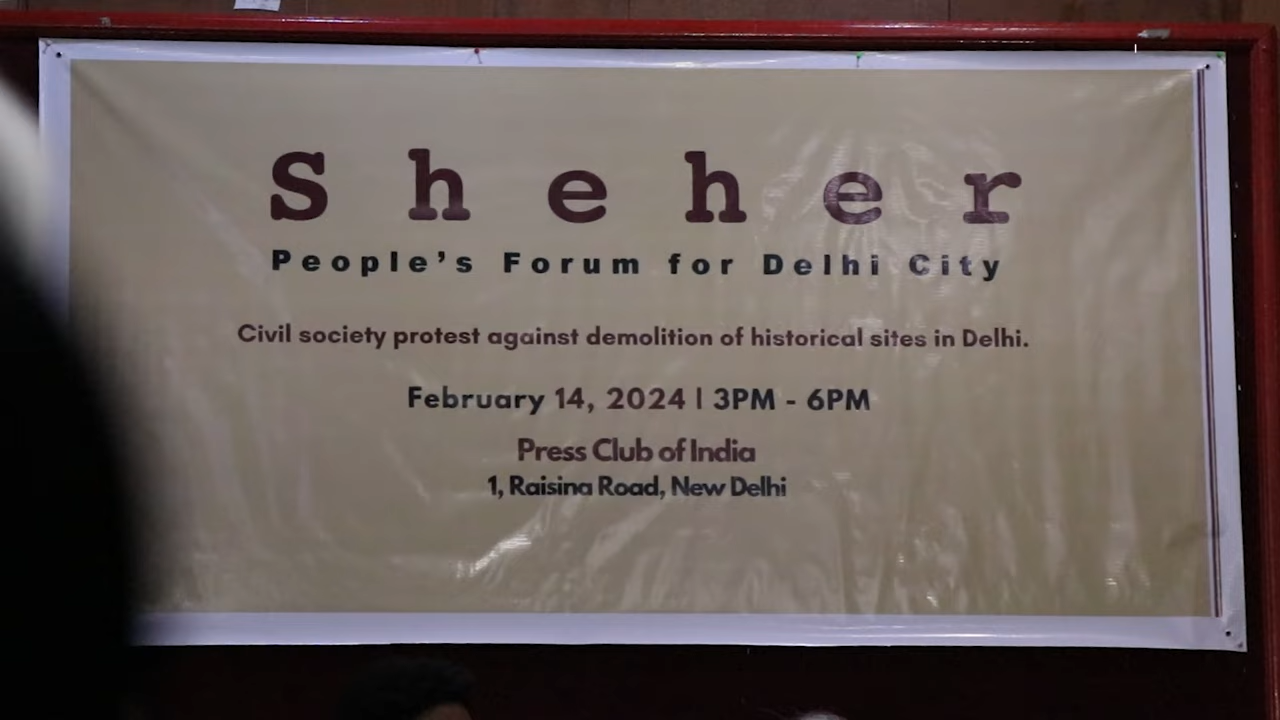 Sheher
People's Forum for Delhi City
Civil society protest against demolition of historical sites in Delhi.
February 14, 2024 | 3PM - 6PM
Press Club of India
1, Raisina Road, New Delhi